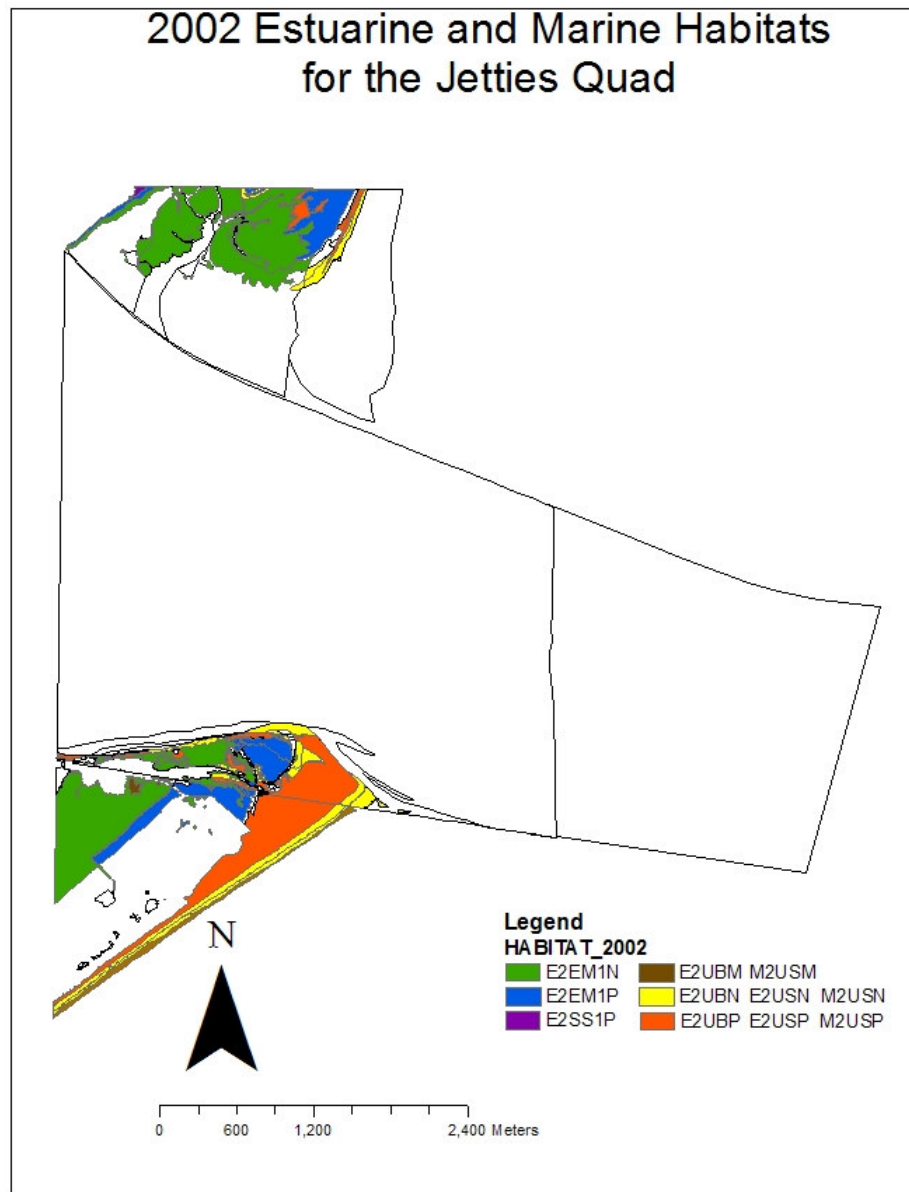 2002 Estuarine and Marine Habitats
for the Jetties Quad
N
Legend
HABITAT_2002
E2EM1N
E2EM1P
E2SS1P
E2UBM M2USM
E2UBN E2USN M2USN
E2UBP E2USP M2USP
0 600 1,200 2,400 Meters